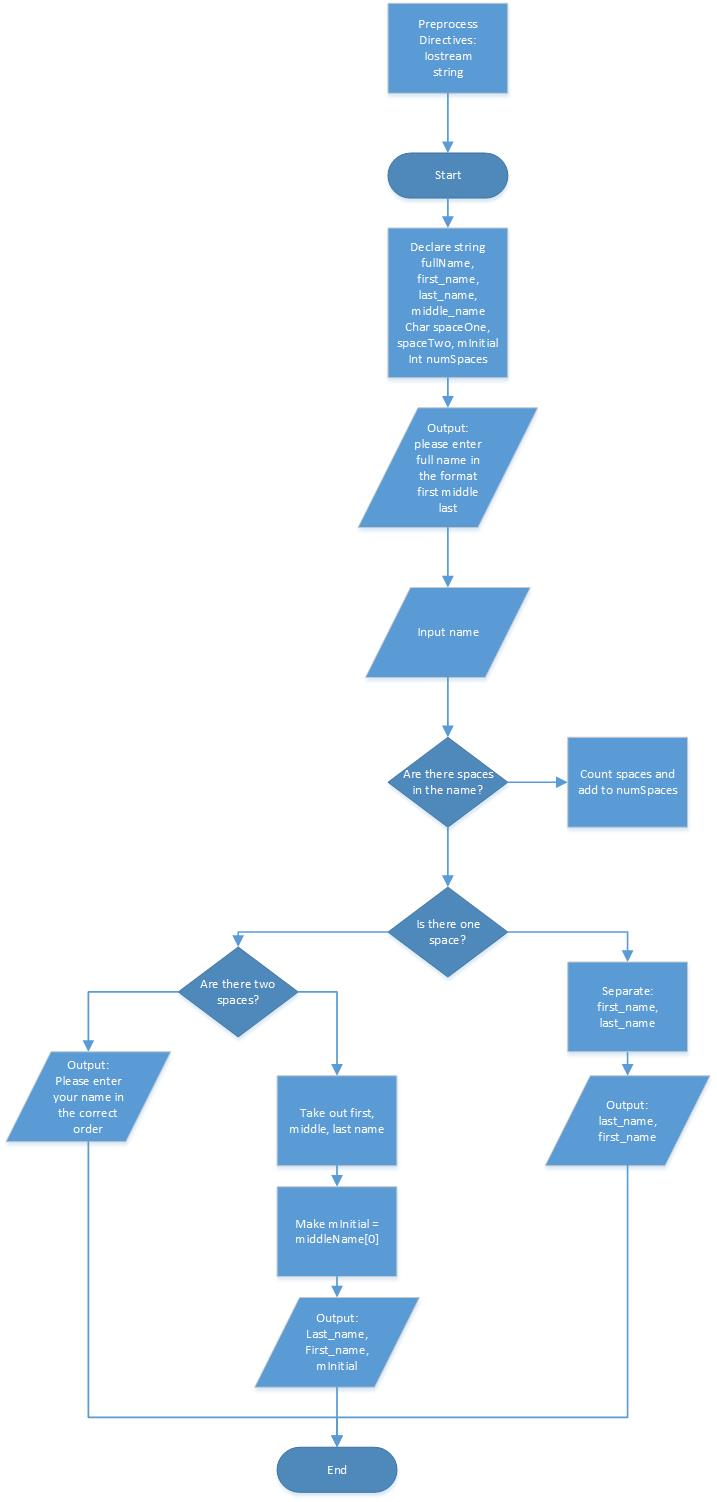 Preprocess
Directives:
Iostream
string
Start
Declare string
fullName,
first_name,
last_name,
middle_name
Char spaceOne,
spaceTwo, mInitial
Int numSpaces
Output:
please enter
full name in
the format
first middle
last
Input name
Are there spaces
in the name?
Count spaces and
add to numSpaces
Is there one
space?
Are there two
spaces?
Separate:
first_name,
last_name
Output:
Please enter
your name in
the correct
order
Take out first,
middle, last name
Output:
last_name,
first_name
Make mInitial =
middleName[0]
Output:
Last_name,
First_name,
mInitial
End